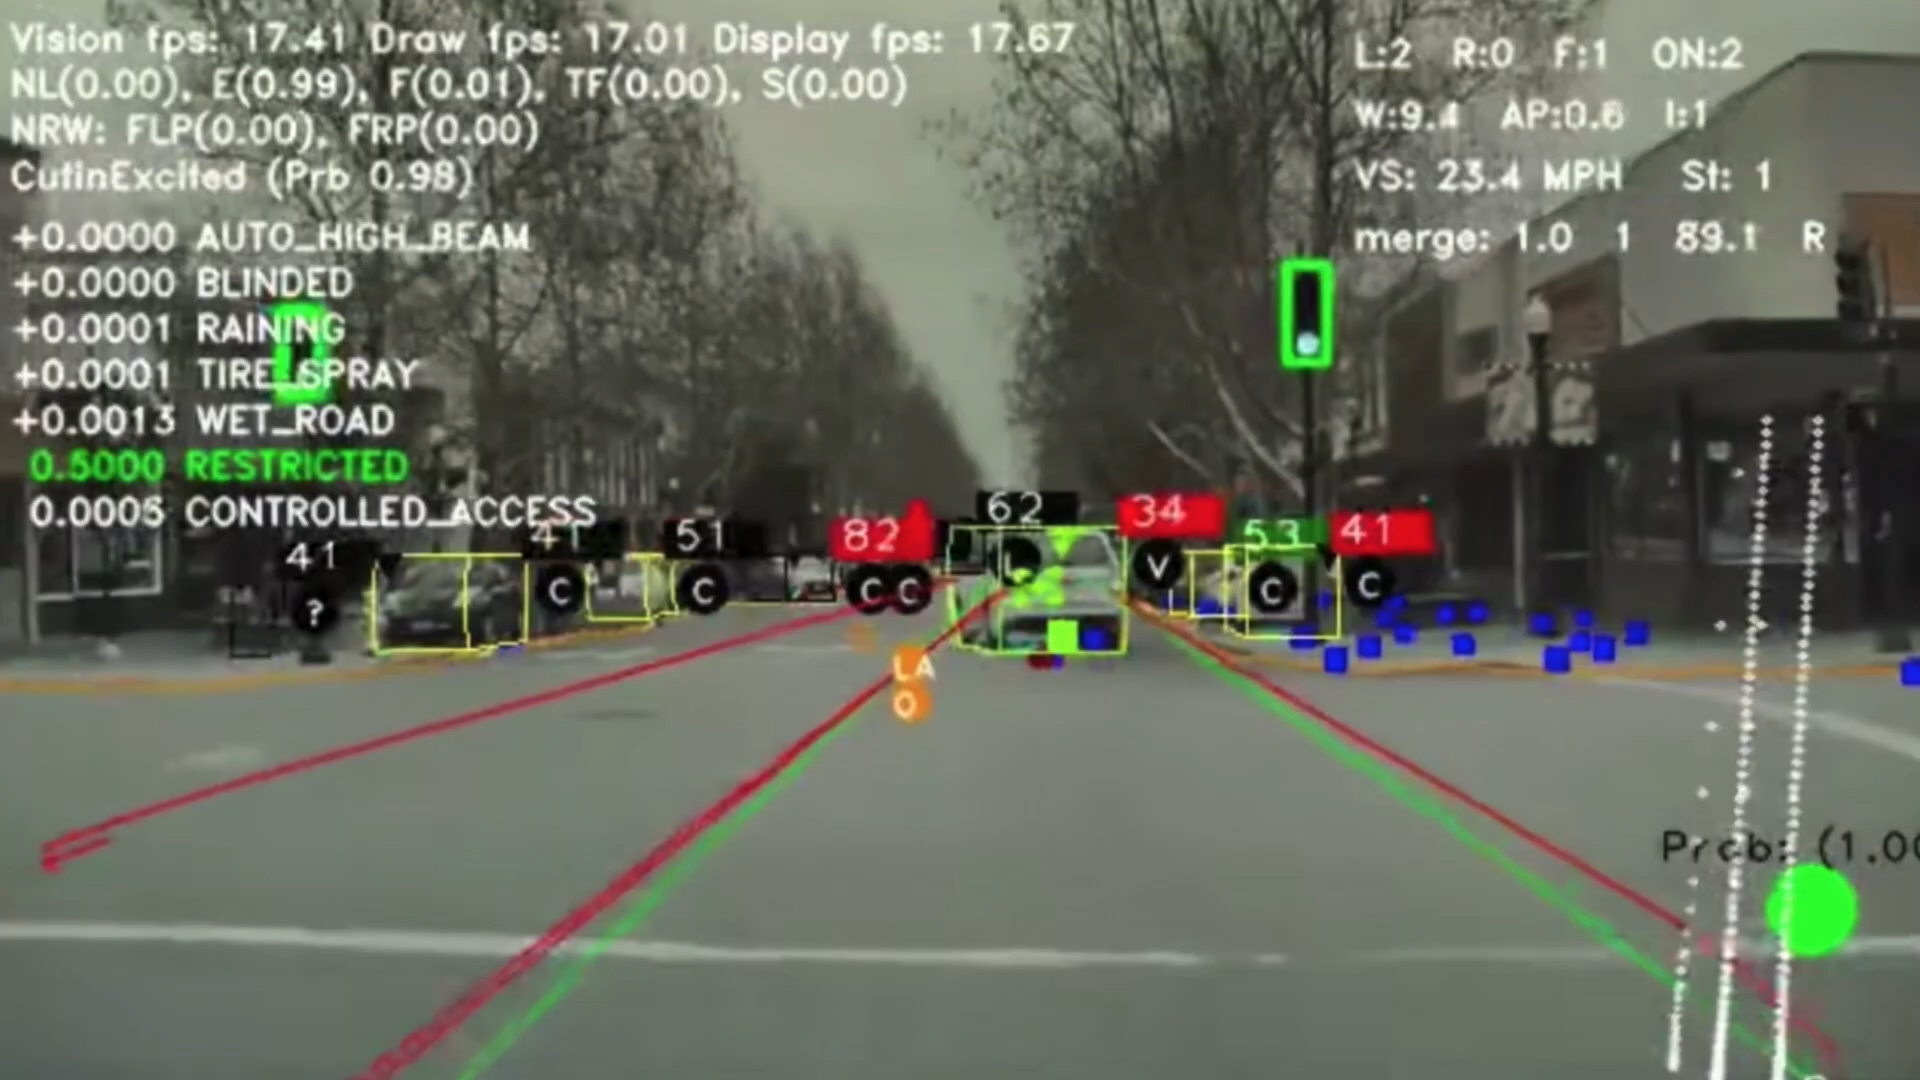 Vision fps: 17.41 Draw fps: 17.01 Display fps: 17.67
NL(0.00), E(0.99), F(0.01), TF(0.00), S(0.00)
NRW: FLP(0.00), FRP(0.00)
CutinExcited (Prb 0.98)
+0.0000 AUTO_HIGH_BEAM
+0.0000 BLINDED
+0.0001 RAINING
+0.0001 TIRE_SPRAY
+0.0013 WET_ROAD
0.5000 RESTRICTED
0.0005 CONTROLLED_ACCESS
L:2 R:0 F:1 ON:2
W:9.4 AP:0.6 I:1
VS: 23.4 MPH St: 1
merge: 1.0 1 89.1 R
41 41 51 82 62 34 53 41
? C C C C L V C C
LA
O
Prob: (1.00